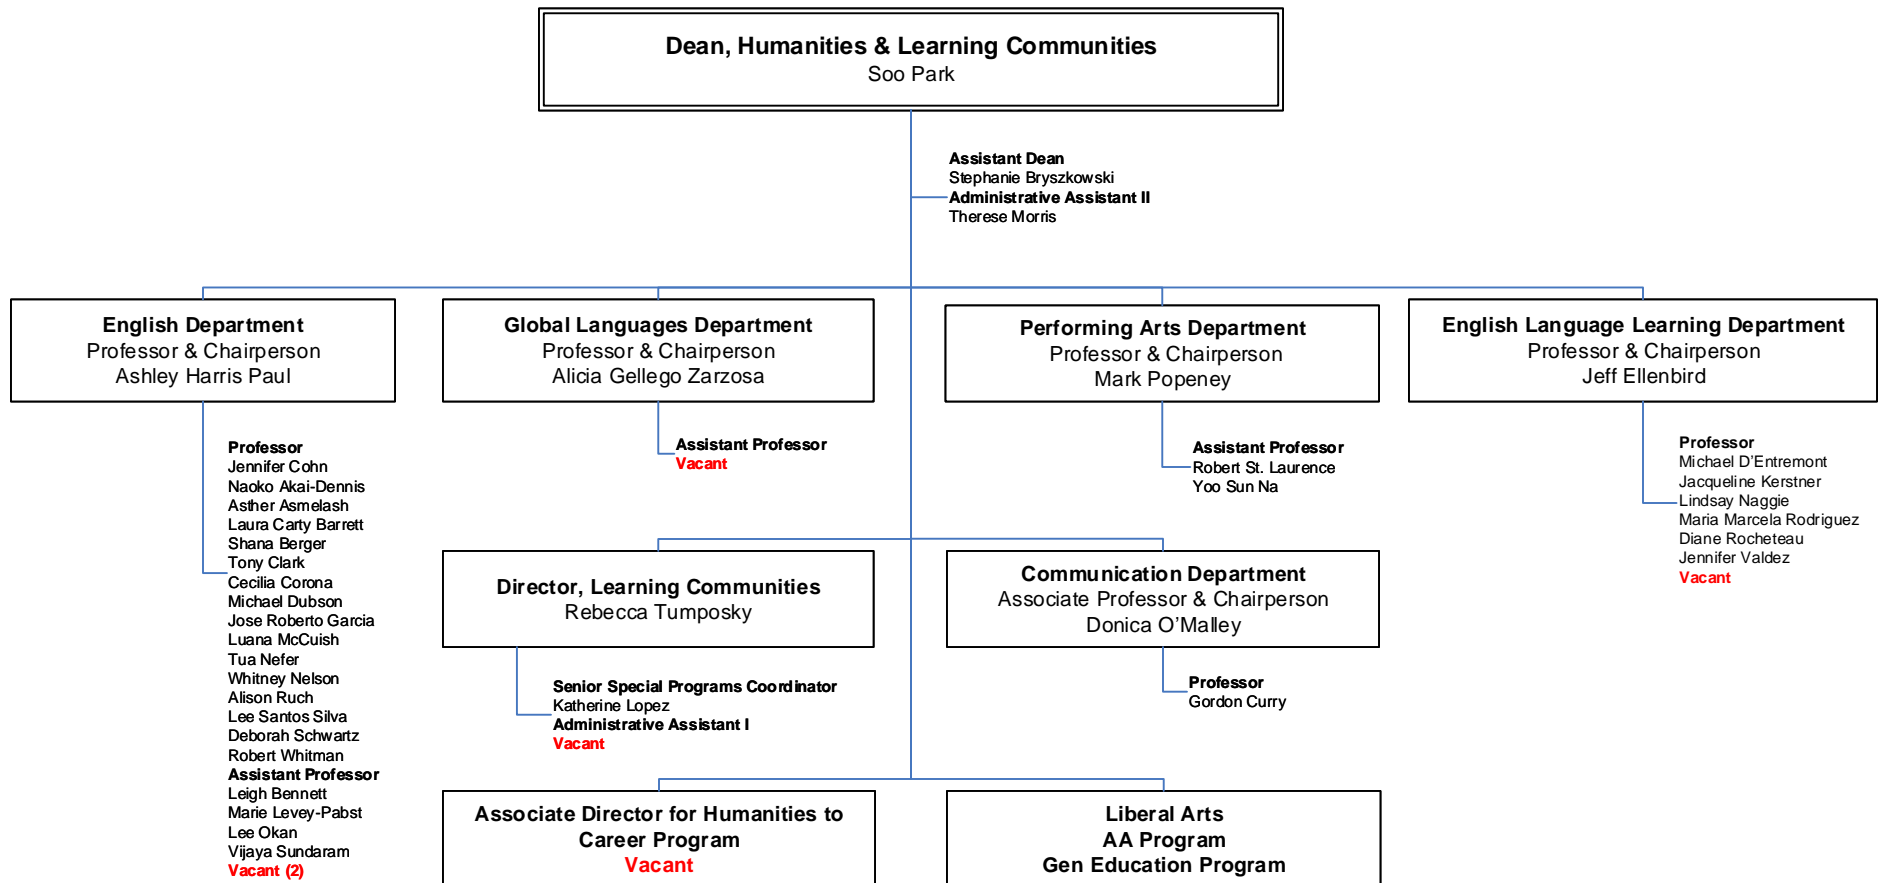 Dean, Humanities & Learning Communities
Soo Park
Assistant Dean
Stephanie Bryszkowski
Administrative Assistant II
Therese Morris
English Department
Professor & Chairperson
Ashley Harris Paul
Global Languages Department
Professor & Chairperson
Alicia Gellego Zarzosa
Performing Arts Department
Professor & Chairperson
Mark Popeney
English Language Learning Department
Professor & Chairperson
Jeff Ellenbird
Professor
Jennifer Cohn
Naoko Akai-Dennis
Asther Asmelash
Laura Carty Barrett
Shana Berger
Tony Clark
Cecilia Corona
Michael Dubson
Jose Roberto Garcia
Luana McCuish
Tua Nefer
Whitney Nelson
Alison Ruch
Lee Santos Silva
Deborah Schwartz
Robert Whitman
Assistant Professor
Leigh Bennett
Marie Levey-Pabst
Lee Okan
Vijaya Sundaram
Vacant (2)
Assistant Professor
Vacant
Assistant Professor
Robert St. Laurence
Yoo Sun Na
Professor
Michael D’Entremont
Jacqueline Kerstner
Lindsay Naggie
Maria Marcela Rodriguez
Diane Rocheteau
Jennifer Valdez
Vacant
Director, Learning Communities
Rebecca Tumposky
Communication Department
Associate Professor & Chairperson
Donica O’Malley
Senior Special Programs Coordinator
Katherine Lopez
Administrative Assistant I
Vacant
Professor
Gordon Curry
Associate Director for Humanities to
Career Program
Vacant
Liberal Arts
AA Program
Gen Education Program